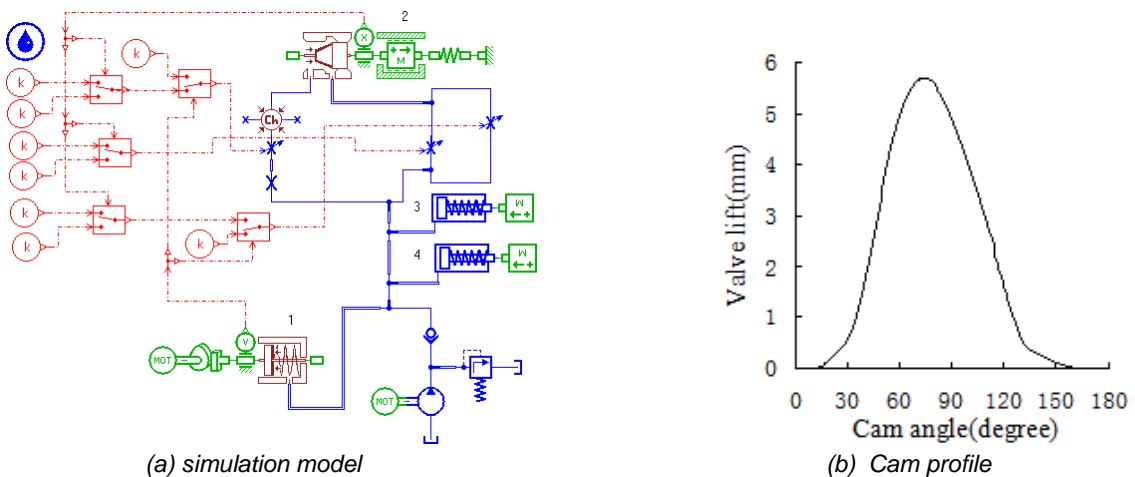 2
X
M
k
k
k
k
k
k
k
k
Ch
3
M
4
M
1
MOT
V
MOT
(a) simulation model
6
5
4
3
2
1
0
Valve lift(mm)
0 30 60 90 120 150 180
Cam angle(degree)
(b) Cam profile